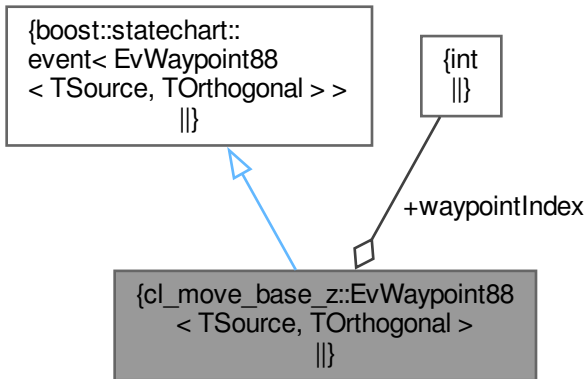 {boost::statechart::
event< EvWaypoint88
< TSource, TOrthogonal > >
||}
{int
||}
+waypointIndex
{cl_move_base_z::EvWaypoint88
< TSource, TOrthogonal >
||}